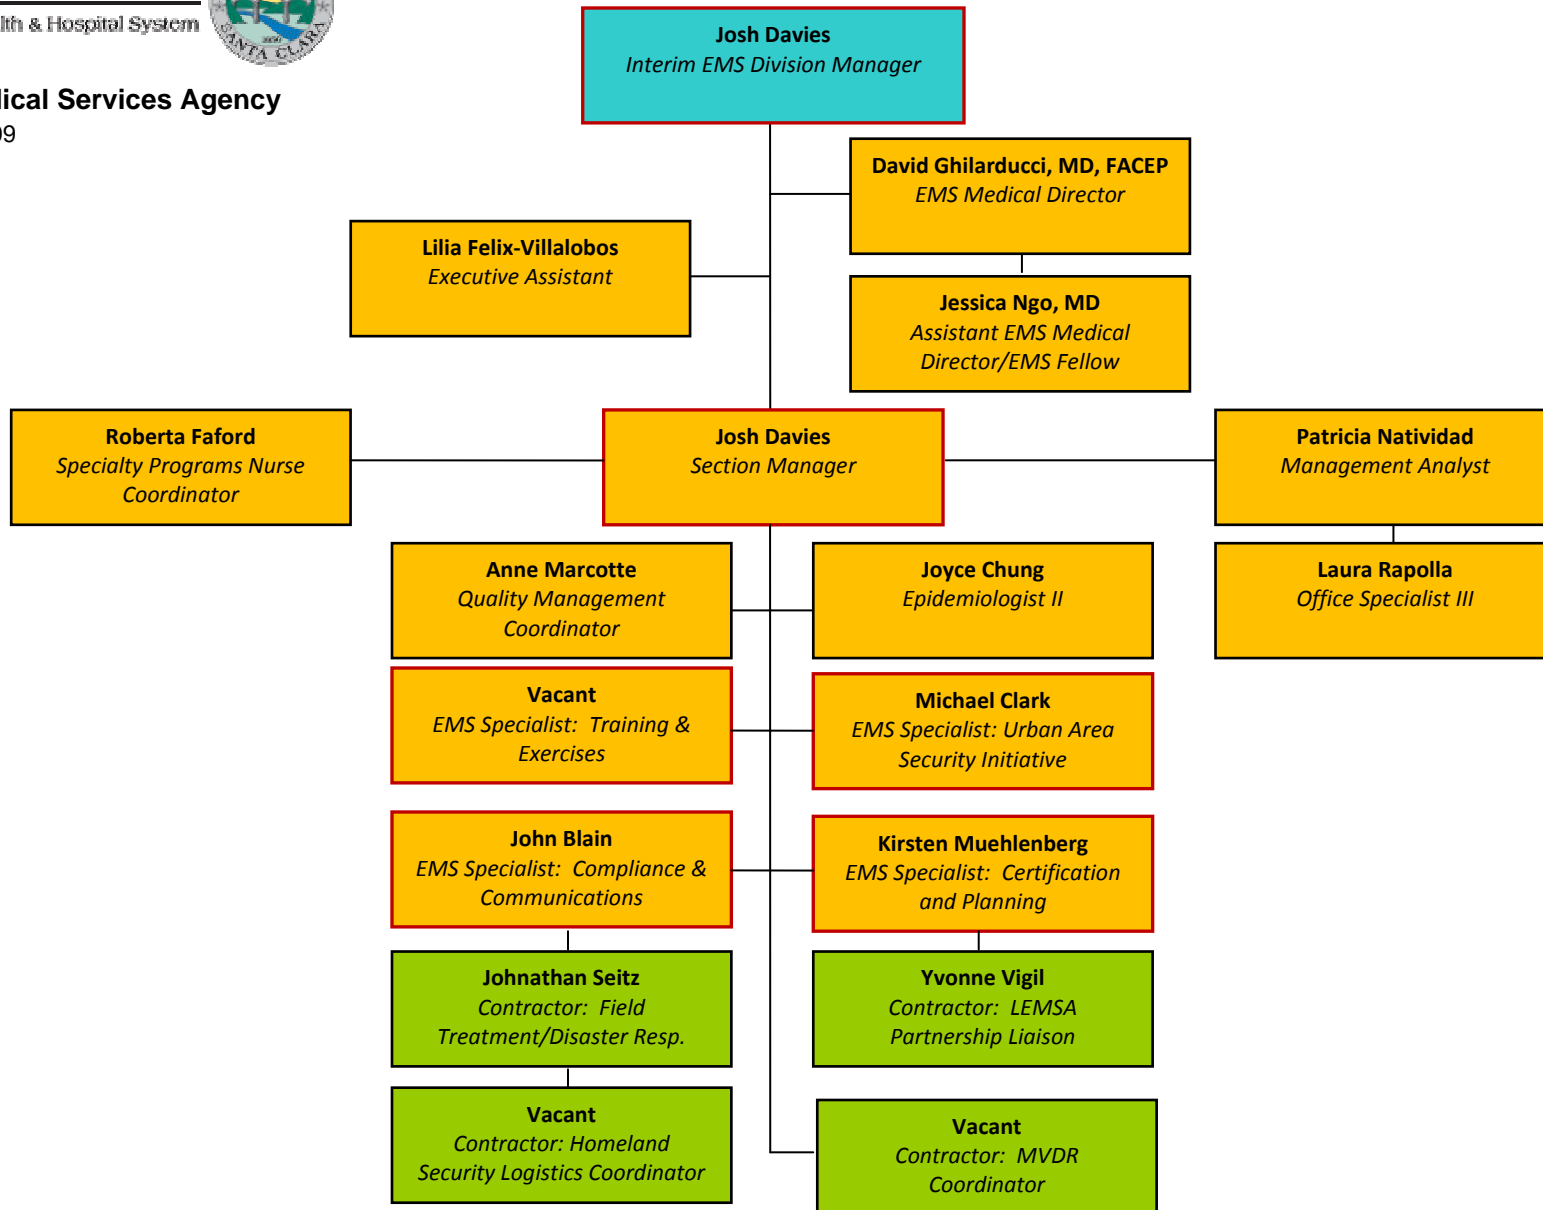 Hospital System
SANTA CLARA
Medical Services Agency
Josh Davies
Interim EMS Division Manager
David Ghilarducci, MD, FACEP
EMS Medical Director
Lilia Felix-Villalobos
Executive Assistant
Jessica Ngo, MD
Assistant EMS Medical
Director/EMS Fellow
Roberta Faford
Specialty Programs Nurse
Coordinator
Josh Davies
Section Manager
Patricia Natividad
Management Analyst
Anne Marcotte
Quality Management
Coordinator
Joyce Chung
Epidemiologist II
Laura Rapolla
Office Specialist III
Vacant
EMS Specialist:  Training &
Exercises
Michael Clark
EMS Specialist: Urban Area
Security Initiative
John Blain
EMS Specialist:  Compliance &
Communications
Kirsten Muehlenberg
EMS Specialist:  Certification
and Planning
Johnathan Seitz
Contractor:  Field
Treatment/Disaster Resp.
Yvonne Vigil
Contractor:  LEMSA
Partnership Liaison
Vacant
Contractor: Homeland
Security Logistics Coordinator
Vacant
Contractor:  MVDR
Coordinator